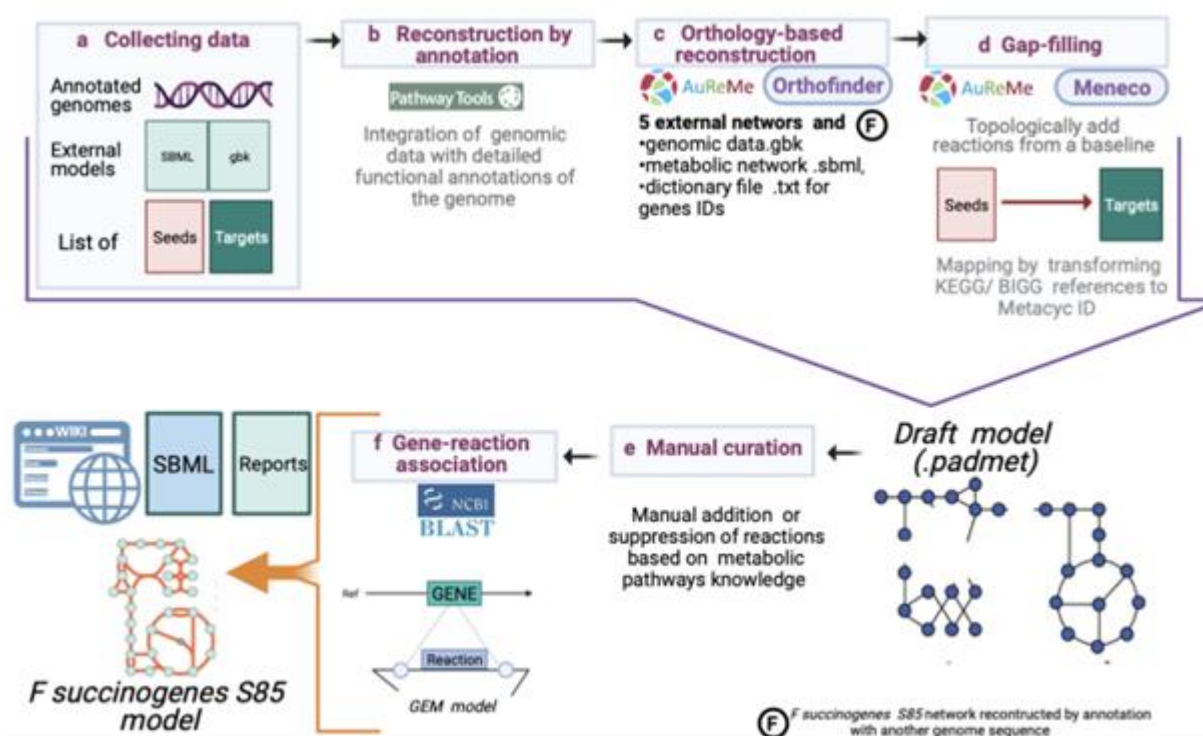 a Collecting data
Annotated
genomes
External
models
SBML
gbk
List of
Seeds
Targets
b Reconstruction by
annotation
Pathway Tools
Integration of genomic
data with detailed
functional annotations of
the genome
c Orthology-based
reconstruction
AuReMe
Orthofinder
5 external networs and
F
•genomic data.gbk
•metabolic network .sbml,
•dictionary file .txt for
genes IDs
d Gap-filling
AuReMe
Meneco
Topologically add
reactions from a baseline
Seeds
Targets
Mapping by transforming
KEGG/ BIGG references to
Metacyc ID
Draft model
(.padmet)
e Manual curation
Manual addition or
suppression of reactions
based on metabolic
pathways knowledge
f Gene-reaction
association
NCBI
BLAST
Ref
GENE
Reaction
GEM model
WIKI
SBML
Reports
F succinogenes S85
model
F
F succinogenes S85 network recontructed by annotation
with another genome sequence